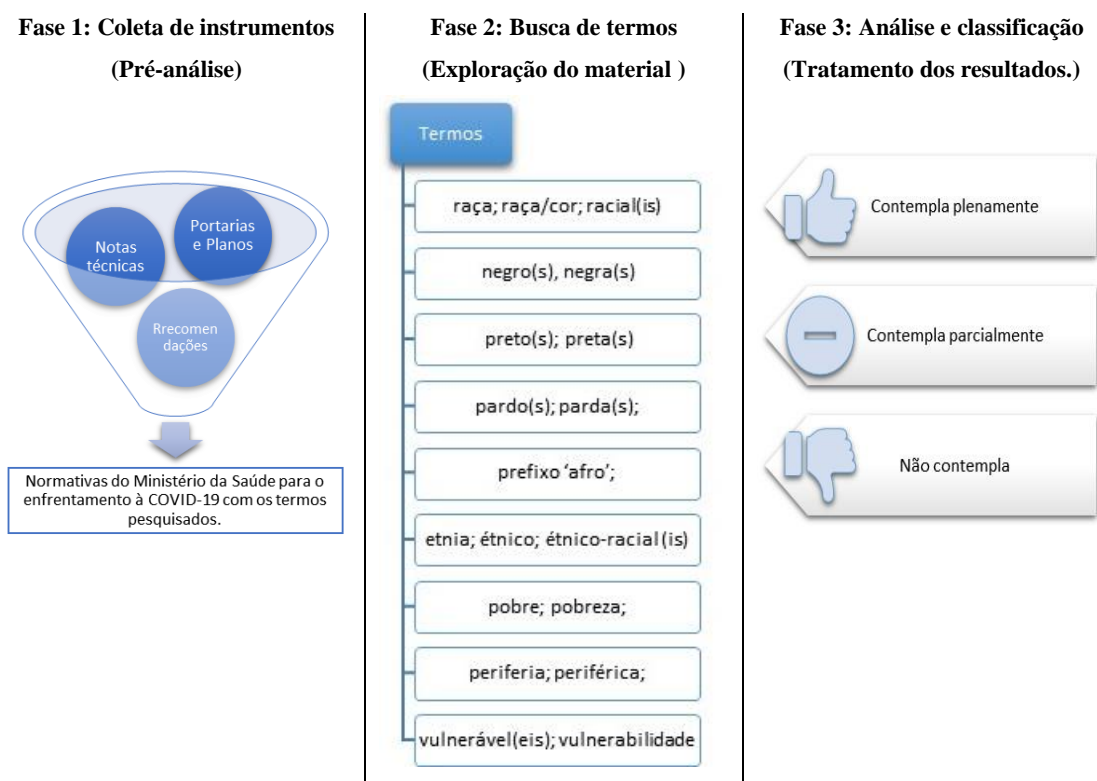 Fase 1: Coleta de instrumentos
(Pré-análise)
Notas
técnicas
Portarias
e Planos
Rrecomen
dações
Normativas do Ministério da Saúde para o
enfrentamento à COVID-19 com os termos
pesquisados.
Fase 2: Busca de termos
(Exploração do material )
Termos
raça; raça/cor; racial(is)
negro(s), negra(s)
preto(s); preta(s)
pardo(s); parda(s);
prefixo ‘afro’;
etnia; étnico; étnico-racial(is)
pobre; pobreza;
periferia; periférica;
vulnerável(eis); vulnerabilidade
Fase 3: Análise e classificação
(Tratamento dos resultados.)
Contempla plenamente
Contempla parcialmente
Não contempla